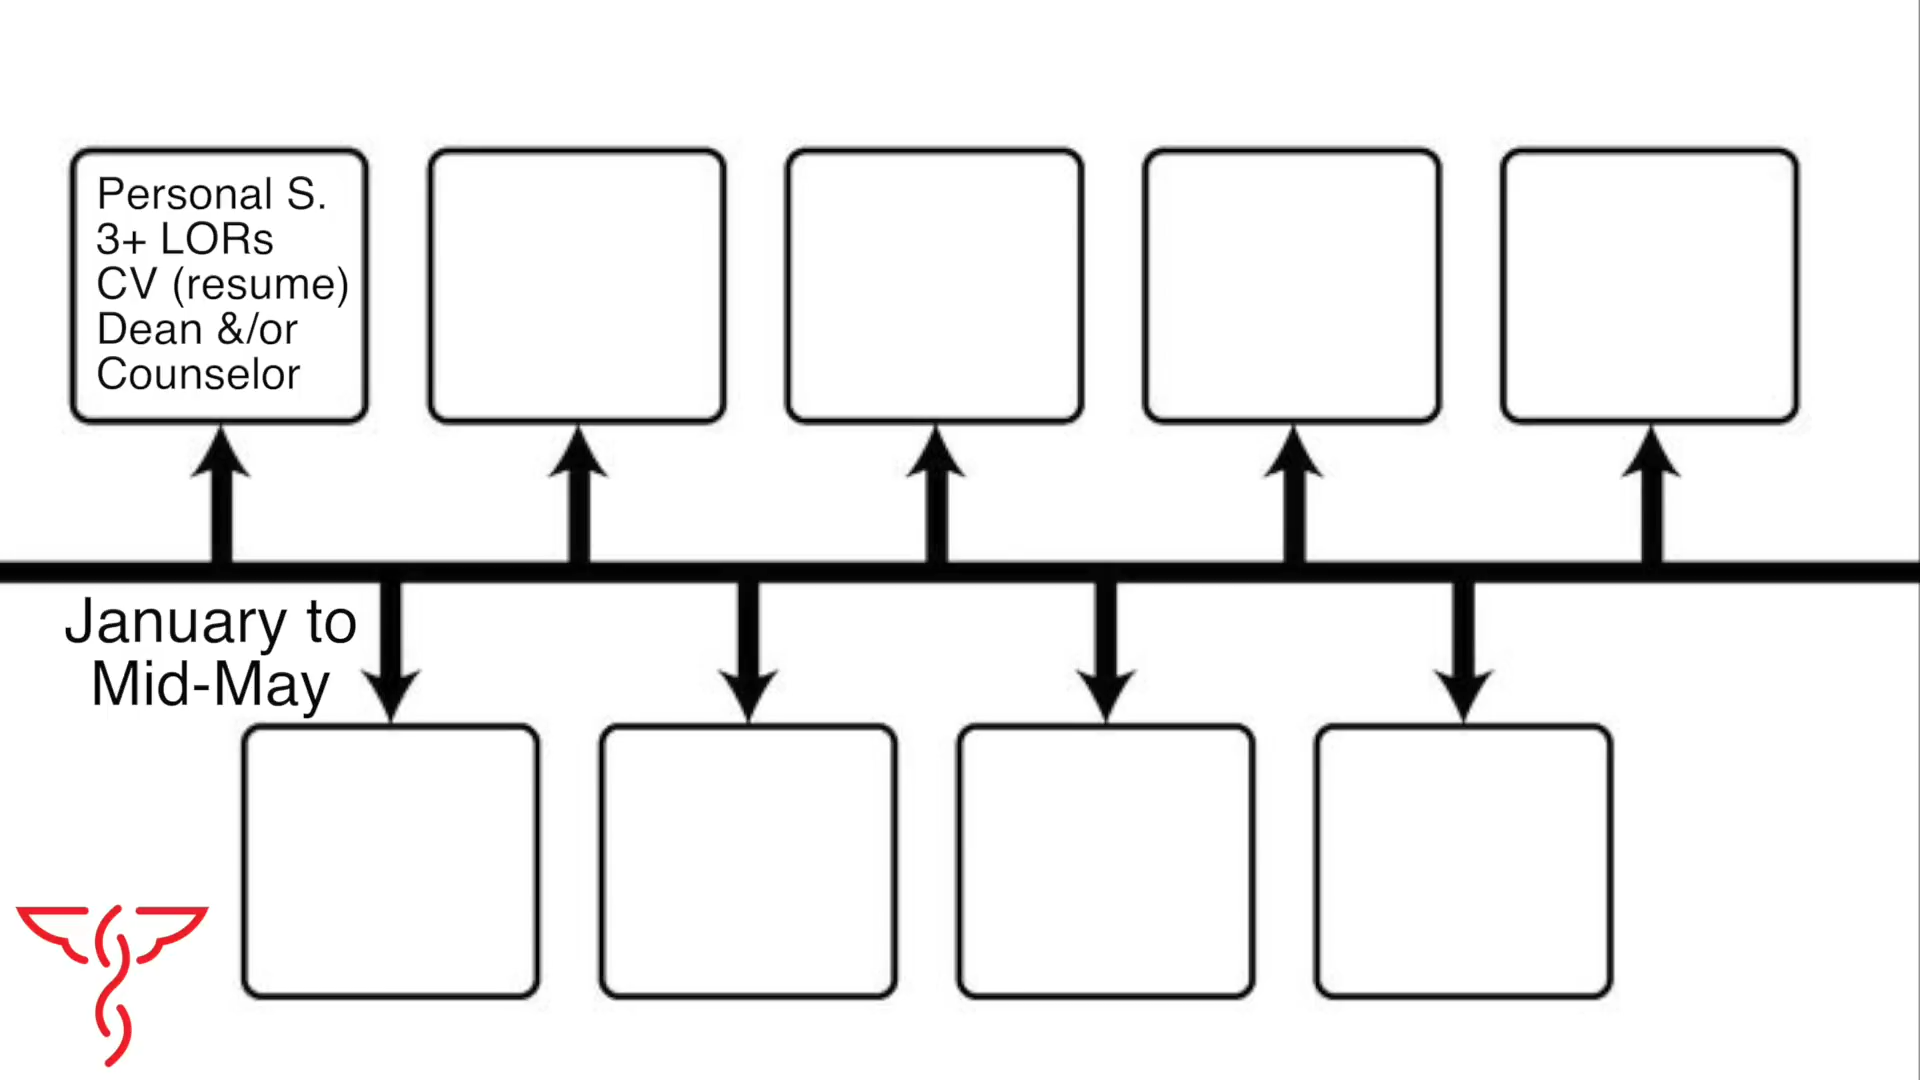 Personal S.
3+ LORs
CV (resume)
Dean &/or
Counselor
January to
Mid-May